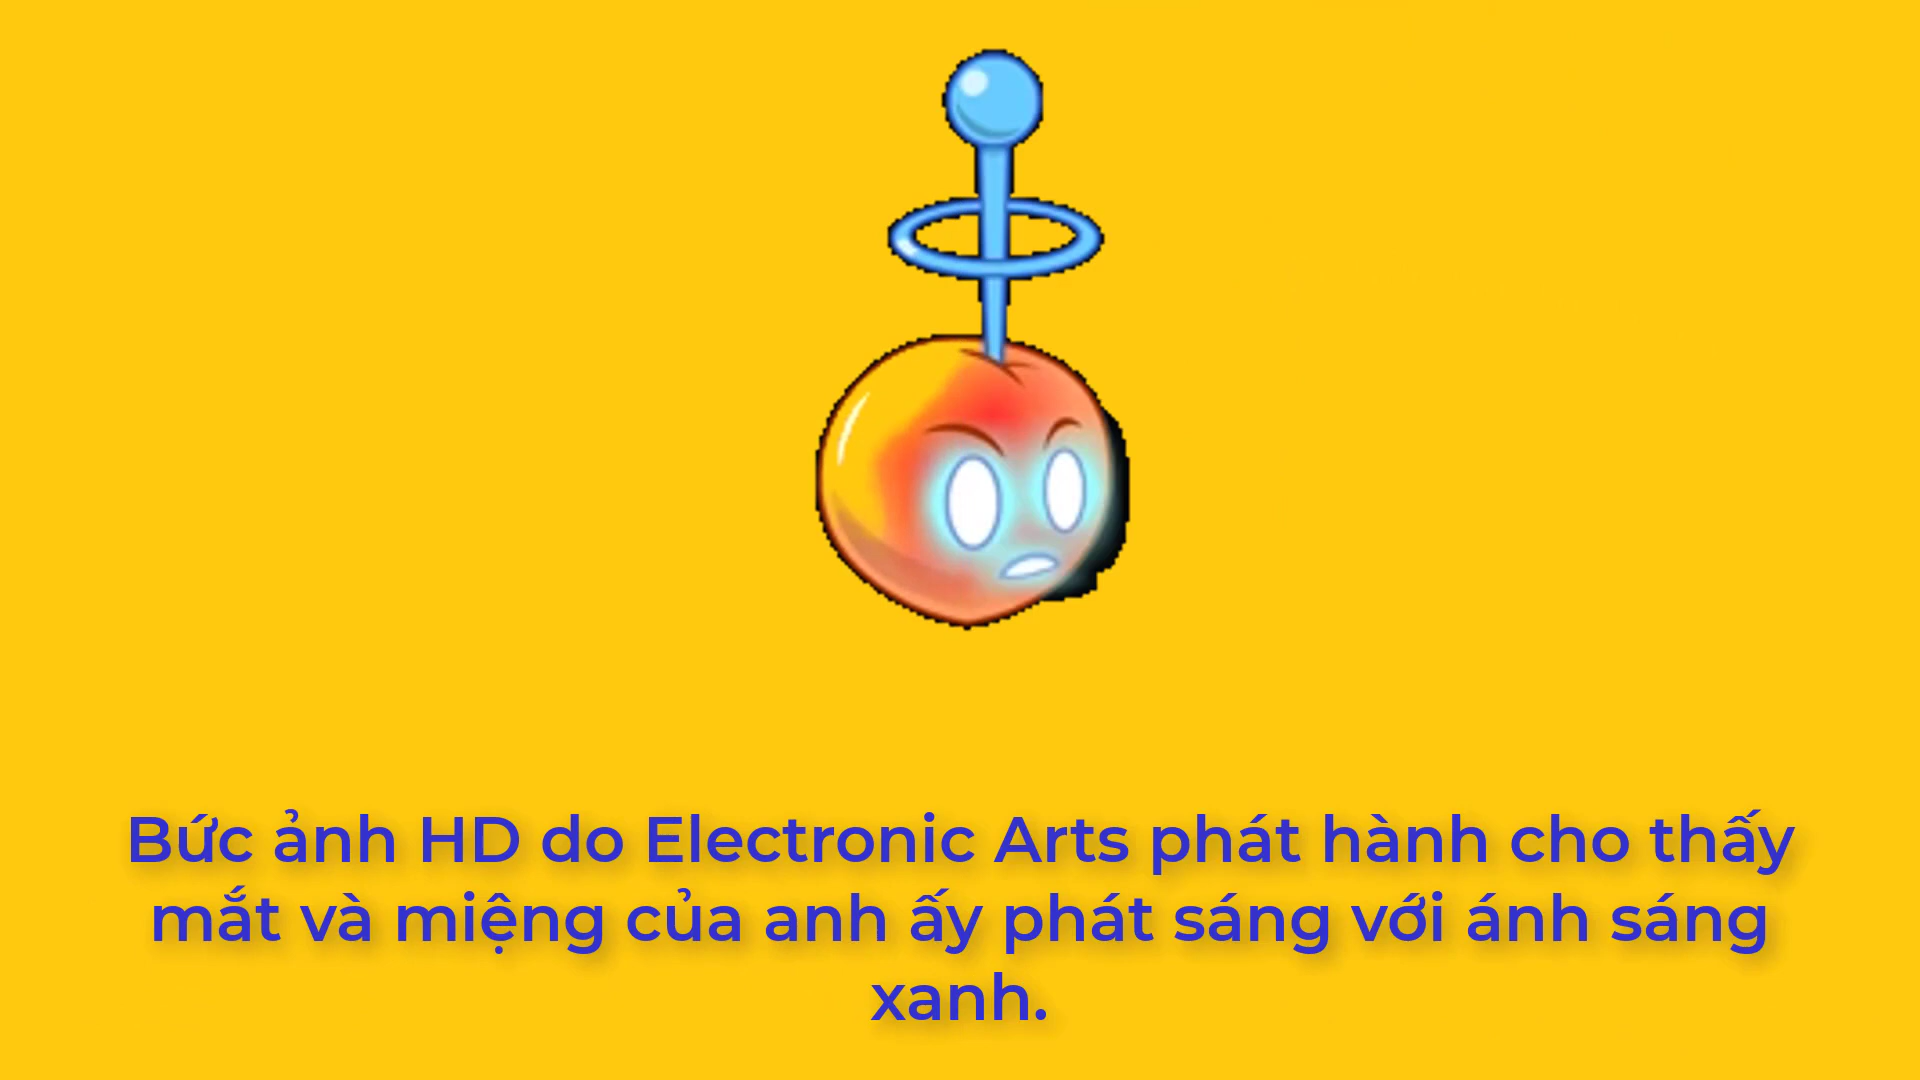 Bức ảnh HD do Electronic Arts phát hành cho thấy
mắt và miệng của anh ấy phát sáng với ánh sáng
xanh.